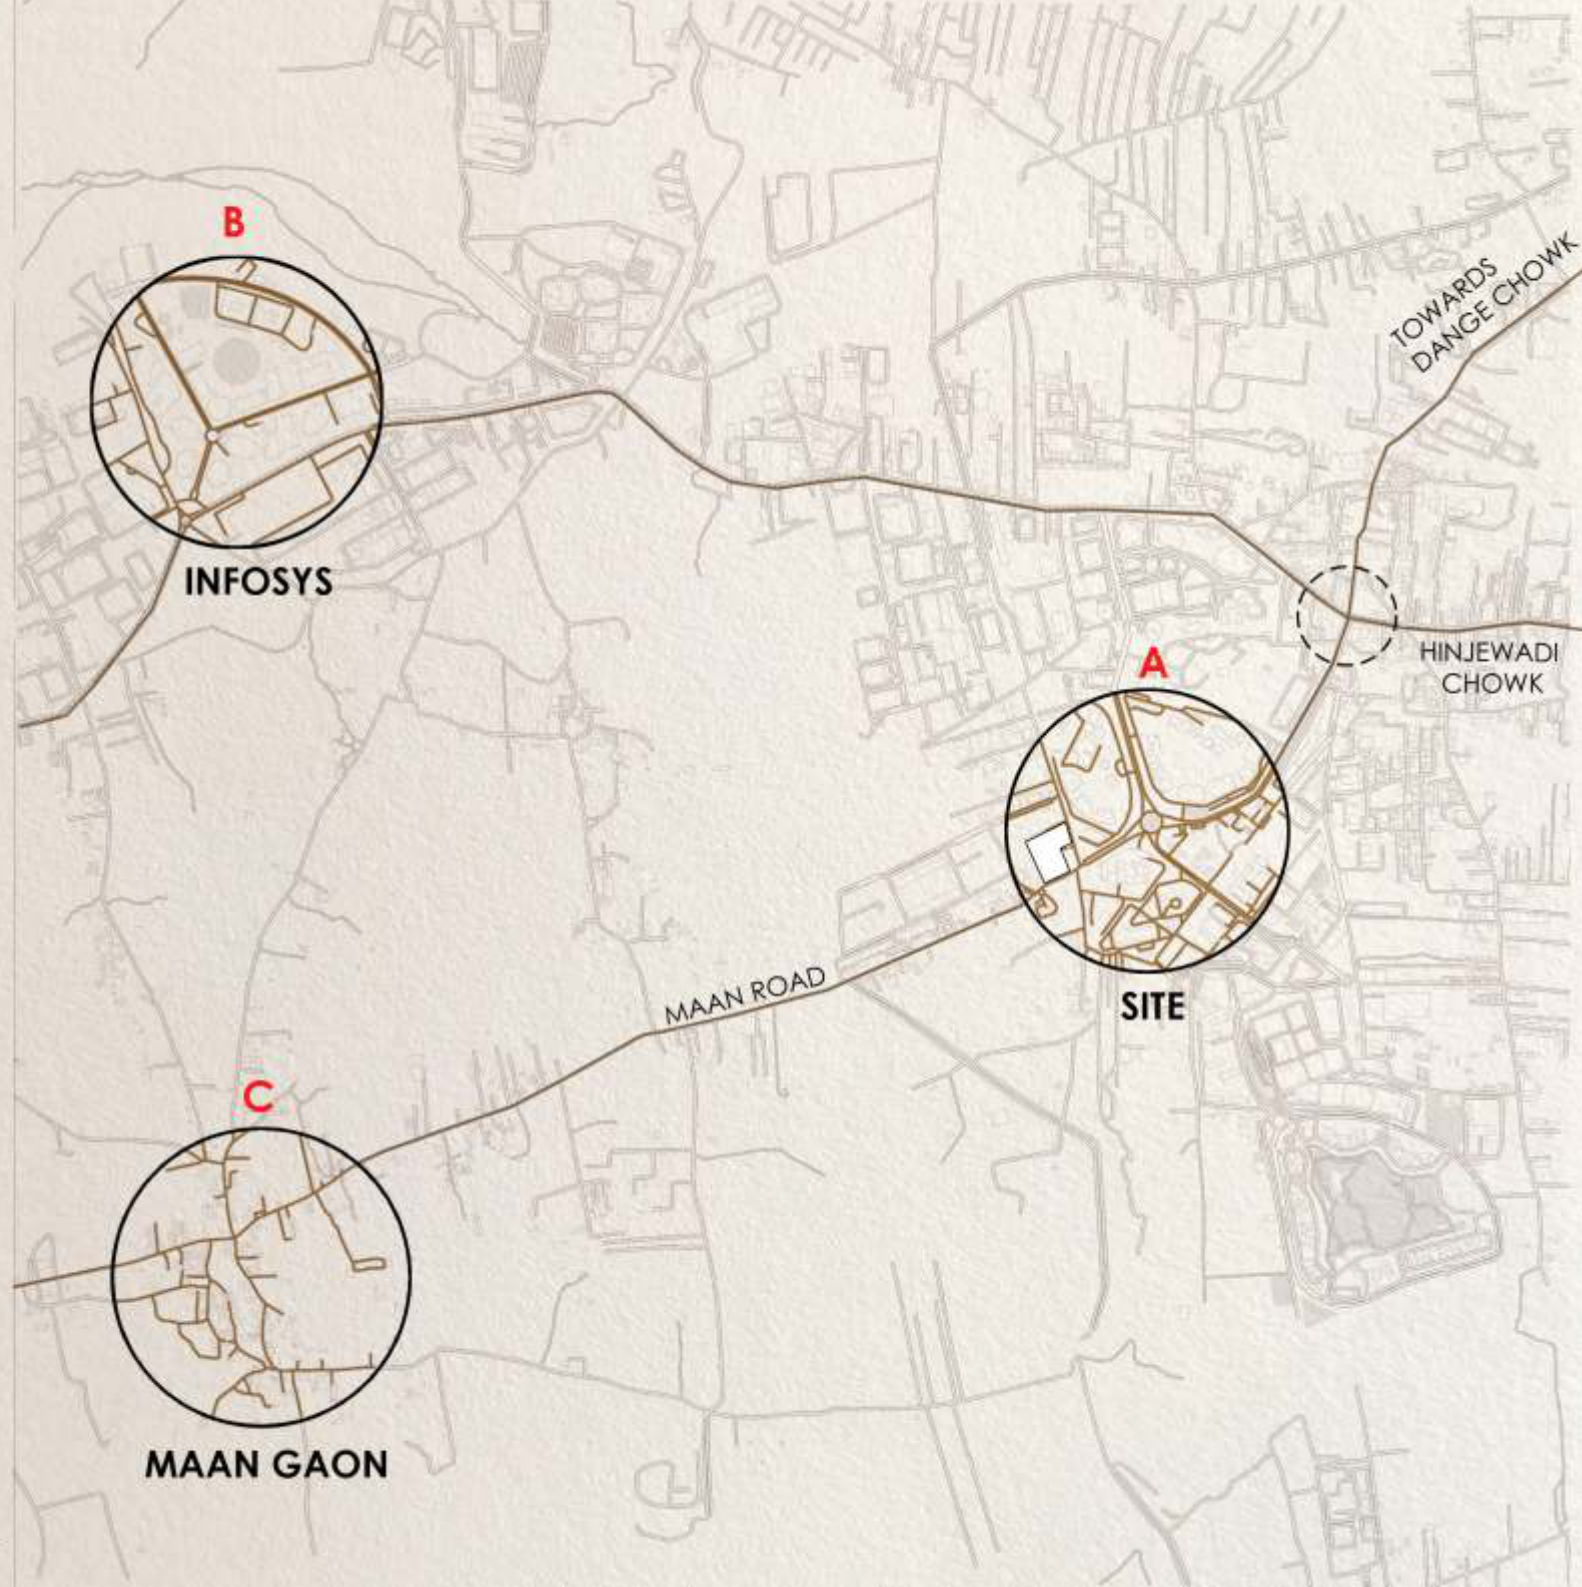 B
TOWARDS
DANGE CHOWK
INFOSYS
A
HINJEWADI
CHOWK
MAAN ROAD
SITE
C
MAAN GAON